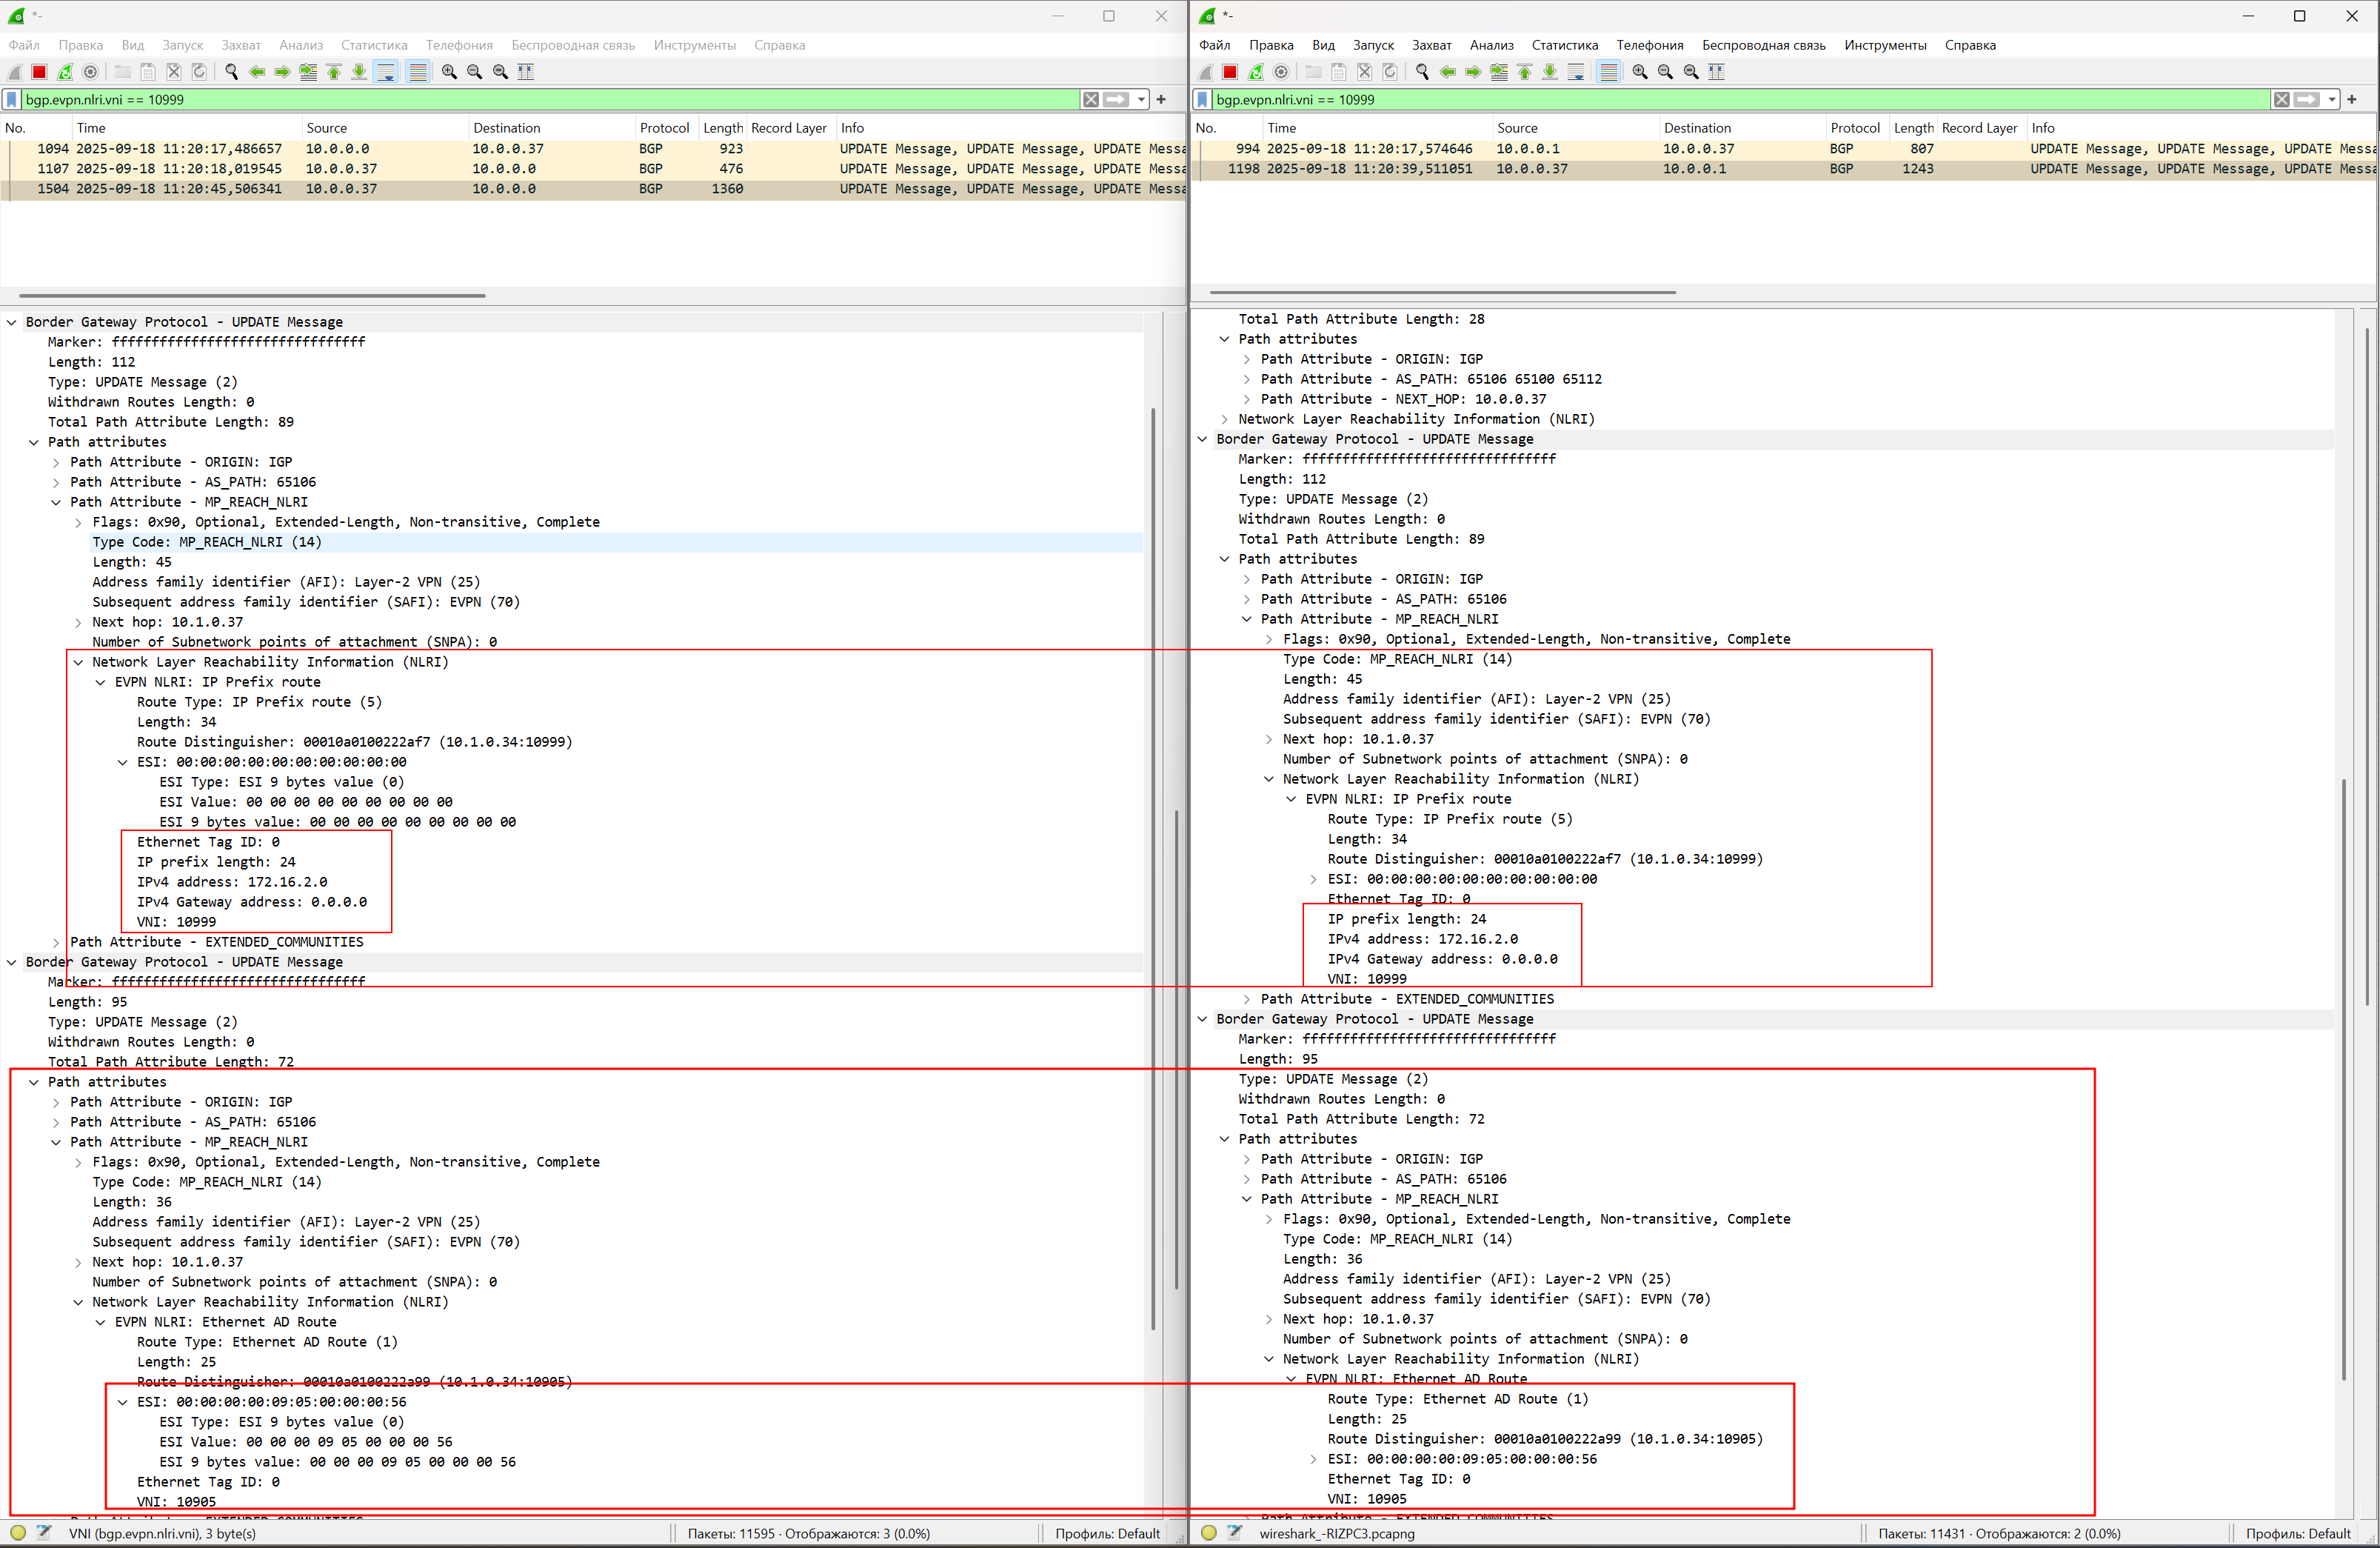 *-
Файл Правка Вид Запуск Захват Анализ Статистика Телефония Беспроводная связь Инструменты Справка
bgp.evpn.nlri.vni == 10999
No. Time Source Destination Protocol Length Record Layer Info
1094 2025-09-18 11:20:17,486657 10.0.0.0 10.0.0.37 BGP 923 UPDATE Message, UPDATE Message, UPDATE Messa
1107 2025-09-18 11:20:18,019545 10.0.0.37 10.0.0.0 BGP 476 UPDATE Message, UPDATE Message, UPDATE Messa
1504 2025-09-18 11:20:45,506341 10.0.0.37 10.0.0.0 BGP 1360 UPDATE Message, UPDATE Message, UPDATE Messa
Border Gateway Protocol - UPDATE Message
Marker: ffffffffffffffffffffffffffffffff
Length: 112
Type: UPDATE Message (2)
Withdrawn Routes Length: 0
Total Path Attribute Length: 89
Path attributes
Path Attribute - ORIGIN: IGP
Path Attribute - AS_PATH: 65106
Path Attribute - MP_REACH_NLRI
Flags: 0x90, Optional, Extended-Length, Non-transitive, Complete
Type Code: MP_REACH_NLRI (14)
Length: 45
Address family identifier (AFI): Layer-2 VPN (25)
Subsequent address family identifier (SAFI): EVPN (70)
Next hop: 10.1.0.37
Number of Subnetwork points of attachment (SNPA): 0
Network Layer Reachability Information (NLRI)
EVPN NLRI: IP Prefix route
Route Type: IP Prefix route (5)
Length: 34
Route Distinguisher: 00010a0100222af7 (10.1.0.34:10999)
ESI: 00:00:00:00:00:00:00:00:00:00
ESI Type: ESI 9 bytes value (0)
ESI Value: 00 00 00 00 00 00 00 00 00
ESI 9 bytes value: 00 00 00 00 00 00 00 00 00
Ethernet Tag ID: 0
IP prefix length: 24
IPv4 address: 172.16.2.0
IPv4 Gateway address: 0.0.0.0
VNI: 10999
Path Attribute - EXTENDED_COMMUNITIES
Border Gateway Protocol - UPDATE Message
Marker: ffffffffffffffffffffffffffffffff
Length: 95
Type: UPDATE Message (2)
Withdrawn Routes Length: 0
Total Path Attribute Length: 72
Path attributes
Path Attribute - ORIGIN: IGP
Path Attribute - AS_PATH: 65106
Path Attribute - MP_REACH_NLRI
Flags: 0x90, Optional, Extended-Length, Non-transitive, Complete
Type Code: MP_REACH_NLRI (14)
Length: 36
Address family identifier (AFI): Layer-2 VPN (25)
Subsequent address family identifier (SAFI): EVPN (70)
Next hop: 10.1.0.37
Number of Subnetwork points of attachment (SNPA): 0
Network Layer Reachability Information (NLRI)
EVPN NLRI: Ethernet AD Route
Route Type: Ethernet AD Route (1)
Length: 25
Route Distinguisher: 00010a0100222a99 (10.1.0.34:10905)
ESI: 00:00:00:00:09:05:00:00:00:56
ESI Type: ESI 9 bytes value (0)
ESI Value: 00 00 00 09 05 00 00 00 56
ESI 9 bytes value: 00 00 00 09 05 00 00 00 56
Ethernet Tag ID: 0
VNI: 10905
Path Attribute - EXTENDED_COMMUNITIES
VNI (bgp.evpn.nlri.vni), 3 byte(s) Пакеты: 11595 · Отображаются: 3 (0.0%) Профиль: Default
*-
Файл Правка Вид Запуск Захват Анализ Статистика Телефония Беспроводная связь Инструменты Справка
bgp.evpn.nlri.vni == 10999
No. Time Source Destination Protocol Length Record Layer Info
994 2025-09-18 11:20:17,574646 10.0.0.1 10.0.0.37 BGP 807 UPDATE Message, UPDATE Message, UPDATE Messa
1198 2025-09-18 11:20:39,511051 10.0.0.37 10.0.0.1 BGP 1243 UPDATE Message, UPDATE Message, UPDATE Messa
Total Path Attribute Length: 28
Path attributes
Path Attribute - ORIGIN: IGP
Path Attribute - AS_PATH: 65106 65100 65112
Path Attribute - NEXT_HOP: 10.0.0.37
Network Layer Reachability Information (NLRI)
Border Gateway Protocol - UPDATE Message
Marker: ffffffffffffffffffffffffffffffff
Length: 112
Type: UPDATE Message (2)
Withdrawn Routes Length: 0
Total Path Attribute Length: 89
Path attributes
Path Attribute - ORIGIN: IGP
Path Attribute - AS_PATH: 65106
Path Attribute - MP_REACH_NLRI
Flags: 0x90, Optional, Extended-Length, Non-transitive, Complete
Type Code: MP_REACH_NLRI (14)
Length: 45
Address family identifier (AFI): Layer-2 VPN (25)
Subsequent address family identifier (SAFI): EVPN (70)
Next hop: 10.1.0.37
Number of Subnetwork points of attachment (SNPA): 0
Network Layer Reachability Information (NLRI)
EVPN NLRI: IP Prefix route
Route Type: IP Prefix route (5)
Length: 34
Route Distinguisher: 00010a0100222af7 (10.1.0.34:10999)
ESI: 00:00:00:00:00:00:00:00:00:00
Ethernet Tag ID: 0
IP prefix length: 24
IPv4 address: 172.16.2.0
IPv4 Gateway address: 0.0.0.0
VNI: 10999
Path Attribute - EXTENDED_COMMUNITIES
Border Gateway Protocol - UPDATE Message
Marker: ffffffffffffffffffffffffffffffff
Length: 95
Type: UPDATE Message (2)
Withdrawn Routes Length: 0
Total Path Attribute Length: 72
Path attributes
Path Attribute - ORIGIN: IGP
Path Attribute - AS_PATH: 65106
Path Attribute - MP_REACH_NLRI
Flags: 0x90, Optional, Extended-Length, Non-transitive, Complete
Type Code: MP_REACH_NLRI (14)
Length: 36
Address family identifier (AFI): Layer-2 VPN (25)
Subsequent address family identifier (SAFI): EVPN (70)
Next hop: 10.1.0.37
Number of Subnetwork points of attachment (SNPA): 0
Network Layer Reachability Information (NLRI)
EVPN NLRI: Ethernet AD Route
Route Type: Ethernet AD Route (1)
Length: 25
Route Distinguisher: 00010a0100222a99 (10.1.0.34:10905)
ESI: 00:00:00:00:09:05:00:00:00:56
Ethernet Tag ID: 0
VNI: 10905
Path Attribute - EXTENDED_COMMUNITIES
wireshark_-RIZPC3.pcapng Пакеты: 11431 · Отображаются: 2 (0.0%) Профиль: Default